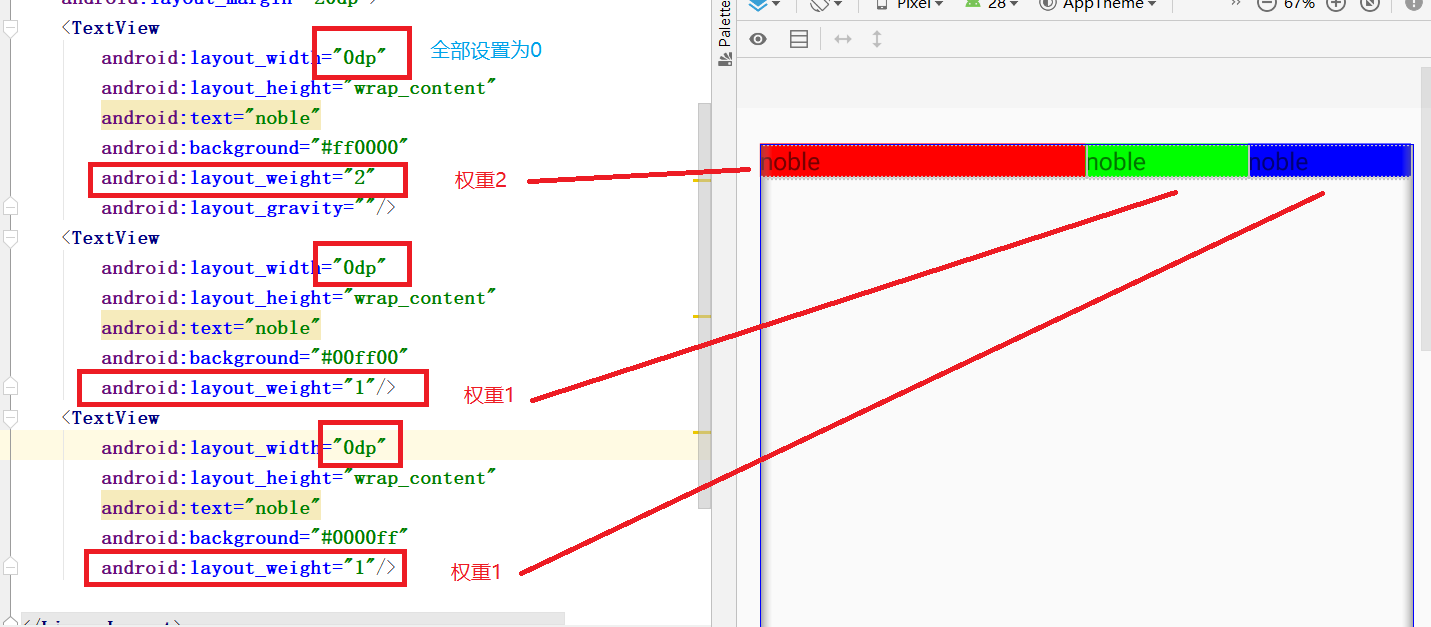 android:layout_margin="20dp">
<TextView
android:layout_width="0dp"
全部设置为0
android:layout_height="wrap_content"
android:text="noble"
android:background="#ff0000"
android:layout_weight="2"
权重2
android:layout_gravity=""/>
<TextView
android:layout_width="0dp"
android:layout_height="wrap_content"
android:text="noble"
android:background="#00ff00"
android:layout_weight="1"/>
权重1
<TextView
android:layout_width="0dp"
android:layout_height="wrap_content"
android:text="noble"
android:background="#0000ff"
android:layout_weight="1"/>
权重1
</LinearLayout>
Palette
Pixel 28 AppTheme 67%
noble noble noble